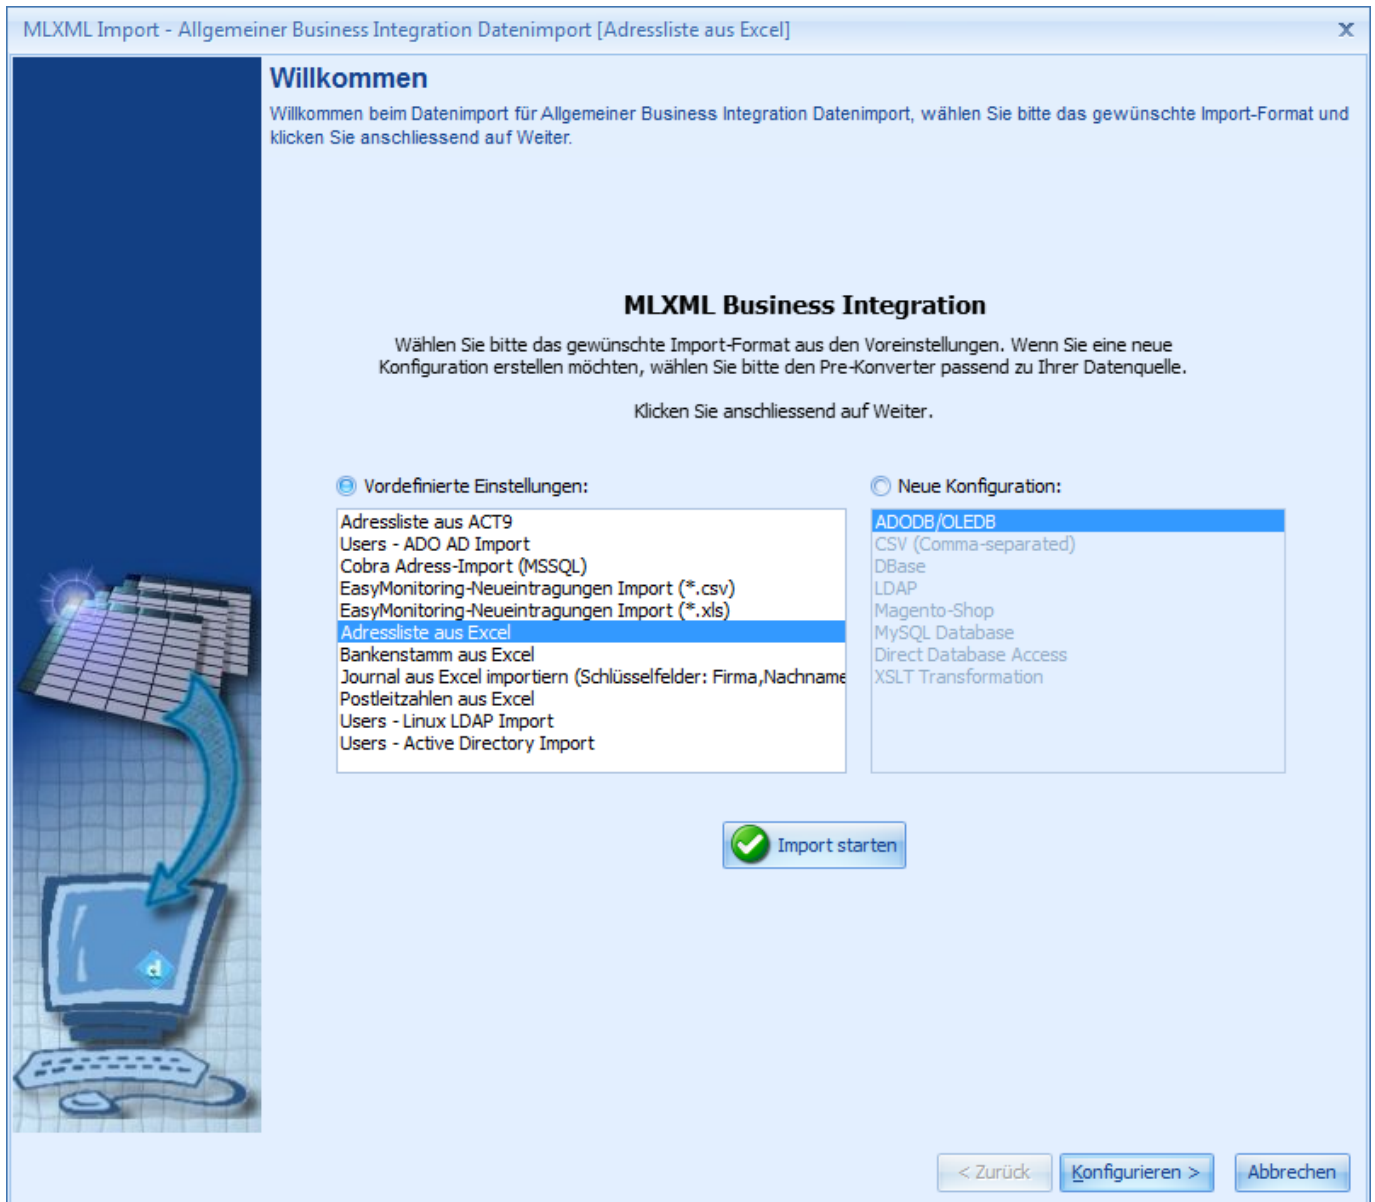 MLXML Import - Allgemeiner Business Integration Datenimport [Adressliste aus Excel]
x
Willkommen
Willkommen beim Datenimport für Allgemeiner Business Integration Datenimport, wählen Sie bitte das gewünschte Import-Format und
klicken Sie anschliessend auf Weiter.
MLXML Business Integration
Wählen Sie bitte das gewünschte Import-Format aus den Voreinstellungen. Wenn Sie eine neue
Konfiguration erstellen möchten, wählen Sie bitte den Pre-Konverter passend zu Ihrer Datenquelle.
Klicken Sie anschliessend auf Weiter.
Vordefinierte Einstellungen:
Adressliste aus ACT9
Users - ADO AD Import
Cobra Adress-Import (MSSQL)
EasyMonitoring-Neueintragungen Import (*.csv)
EasyMonitoring-Neueintragungen Import (*.xls)
Adressliste aus Excel
Bankenstamm aus Excel
Journal aus Excel importiern (Schlüsselfelder: Firma,Nachname
Postleitzahlen aus Excel
Users - Linux LDAP Import
Users - Active Directory Import
Neue Konfiguration:
ADODB/OLEDB
CSV (Comma-separated)
DBase
LDAP
Magento-Shop
MySQL Database
Direct Database Access
XSLT Transformation
Import starten
d
< Zurück
Konfigurieren >
Abbrechen